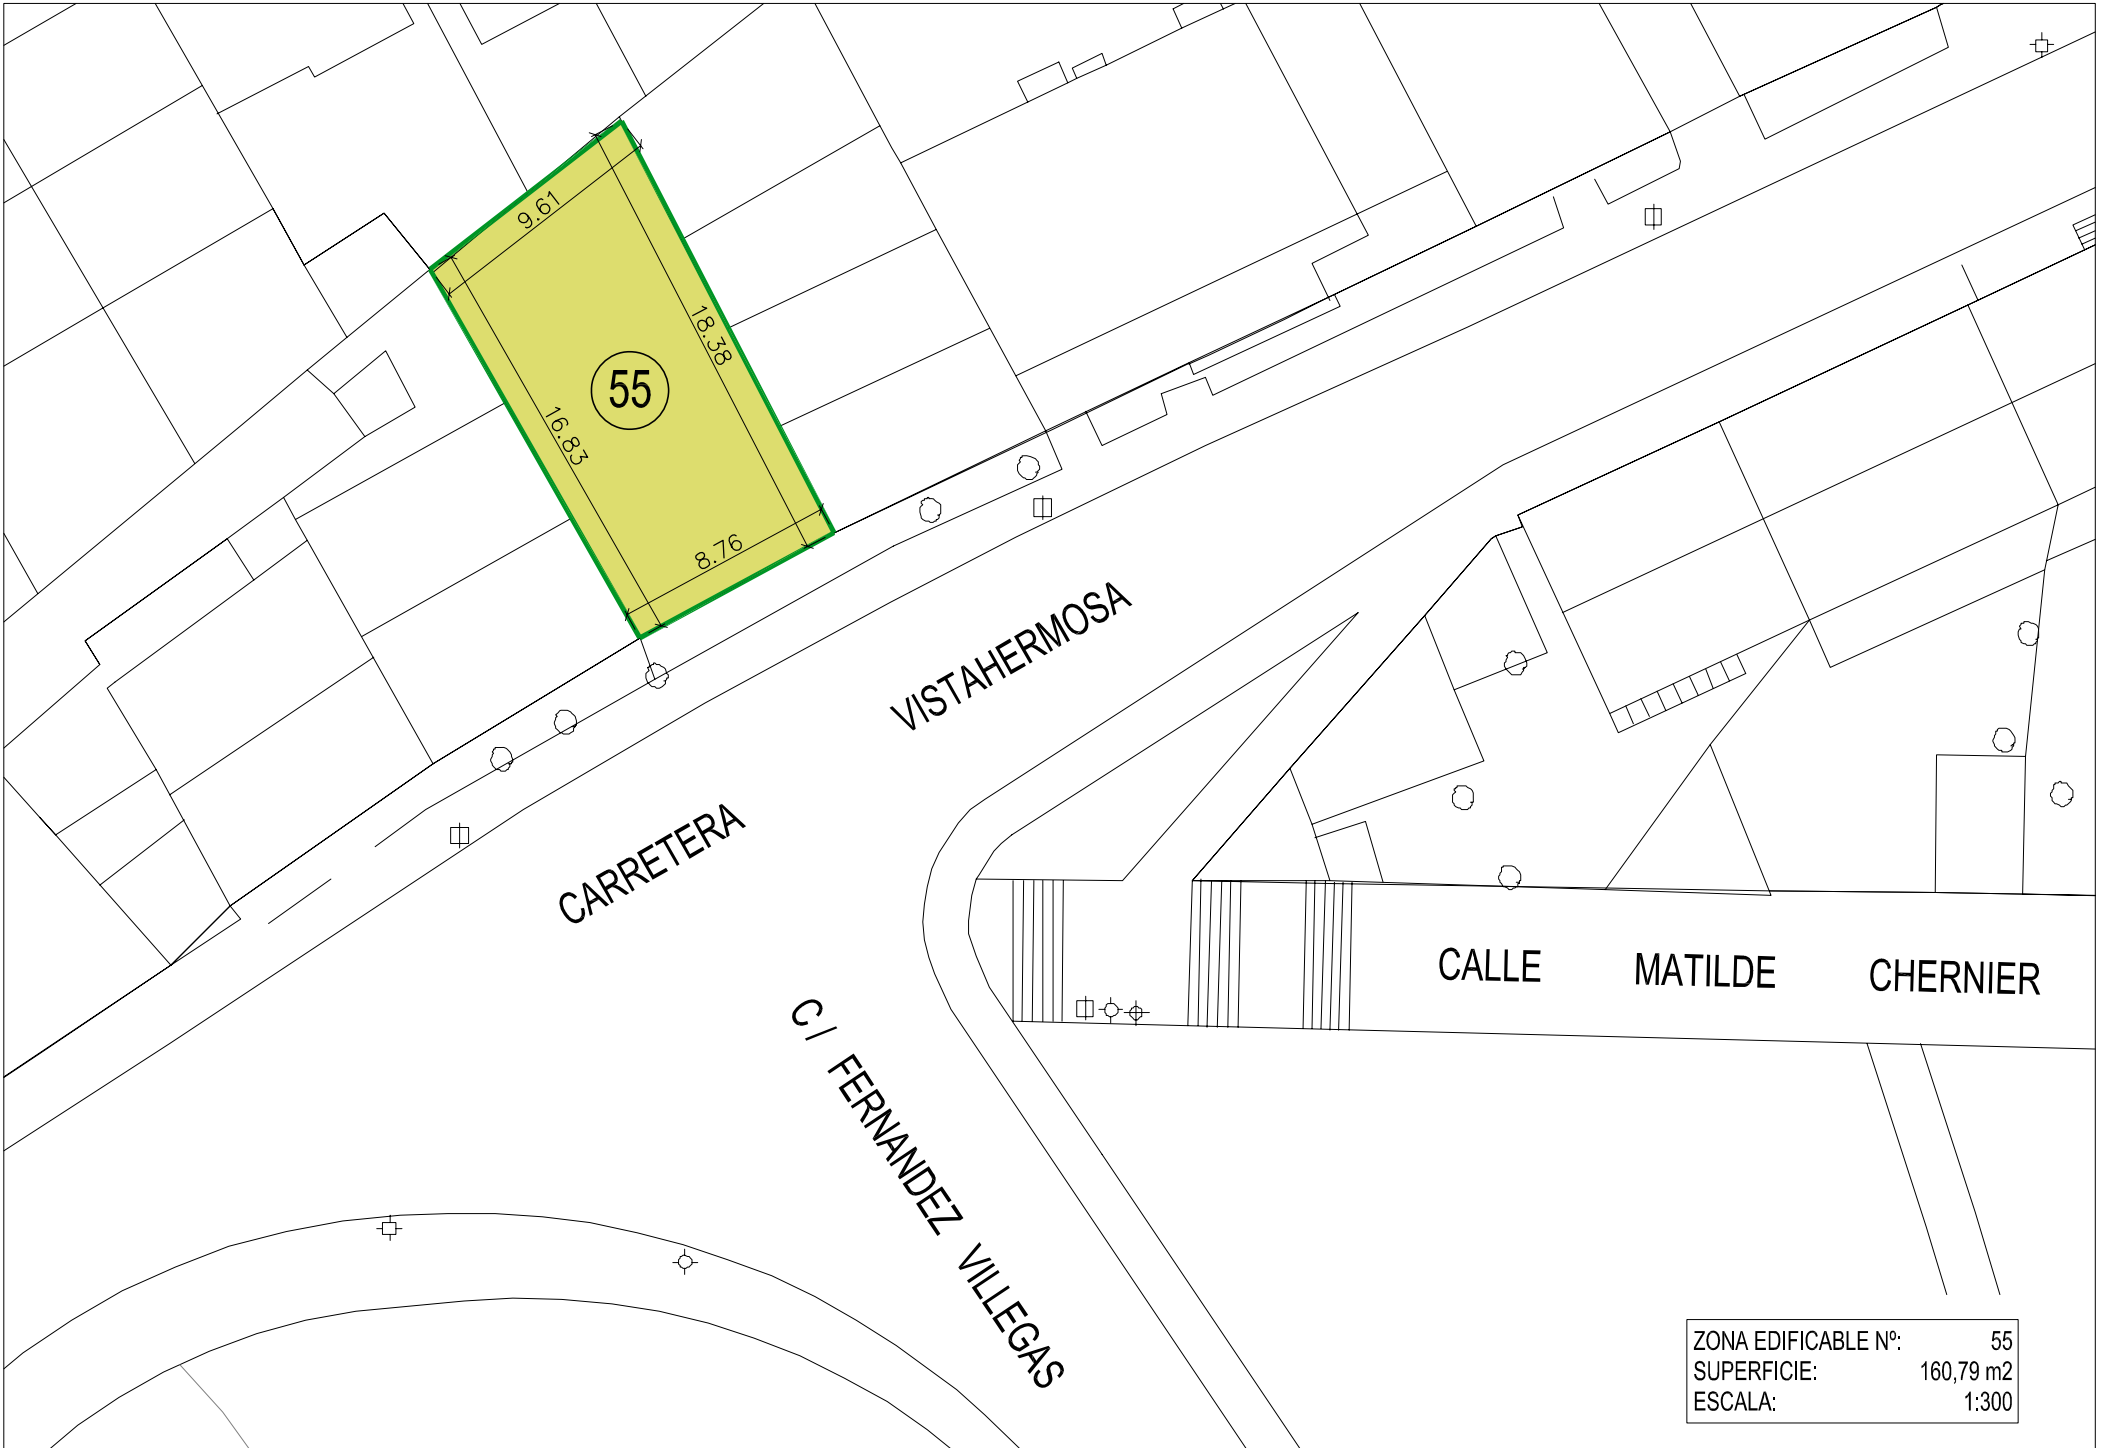 9.61
18.38
55
16.83
8.76
VISTAHERMOSA
CARRETERA
CALLE MATILDE CHERNIER
C/ FERNANDEZ VILLEGAS
ZONA EDIFICABLE Nº: 55
SUPERFICIE: 160,79 m2
ESCALA: 1:300